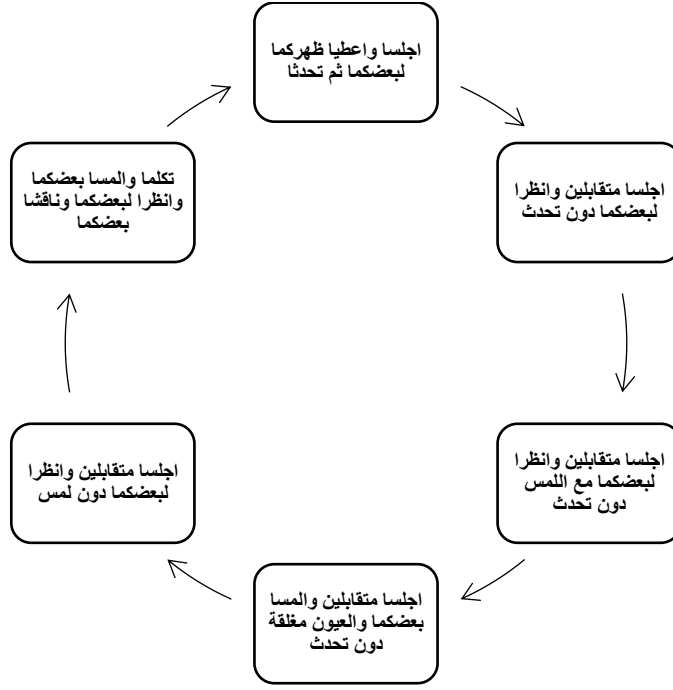 اجلسا واعطيا ظهركما
لبعضكما ثم تحدثا
اجلسا متقابلين وانظرا
لبعضكما دون تحدث
اجلسا متقابلين وانظرا
لبعضكما مع اللمس
دون تحدث
اجلسا متقابلين والمسا
بعضكما والعيون مغلقة
دون تحدث
اجلسا متقابلين وانظرا
لبعضكما دون لمس
تكلما والمسا بعضكما
وانظرا لبعضكما وناقشا
بعضكما